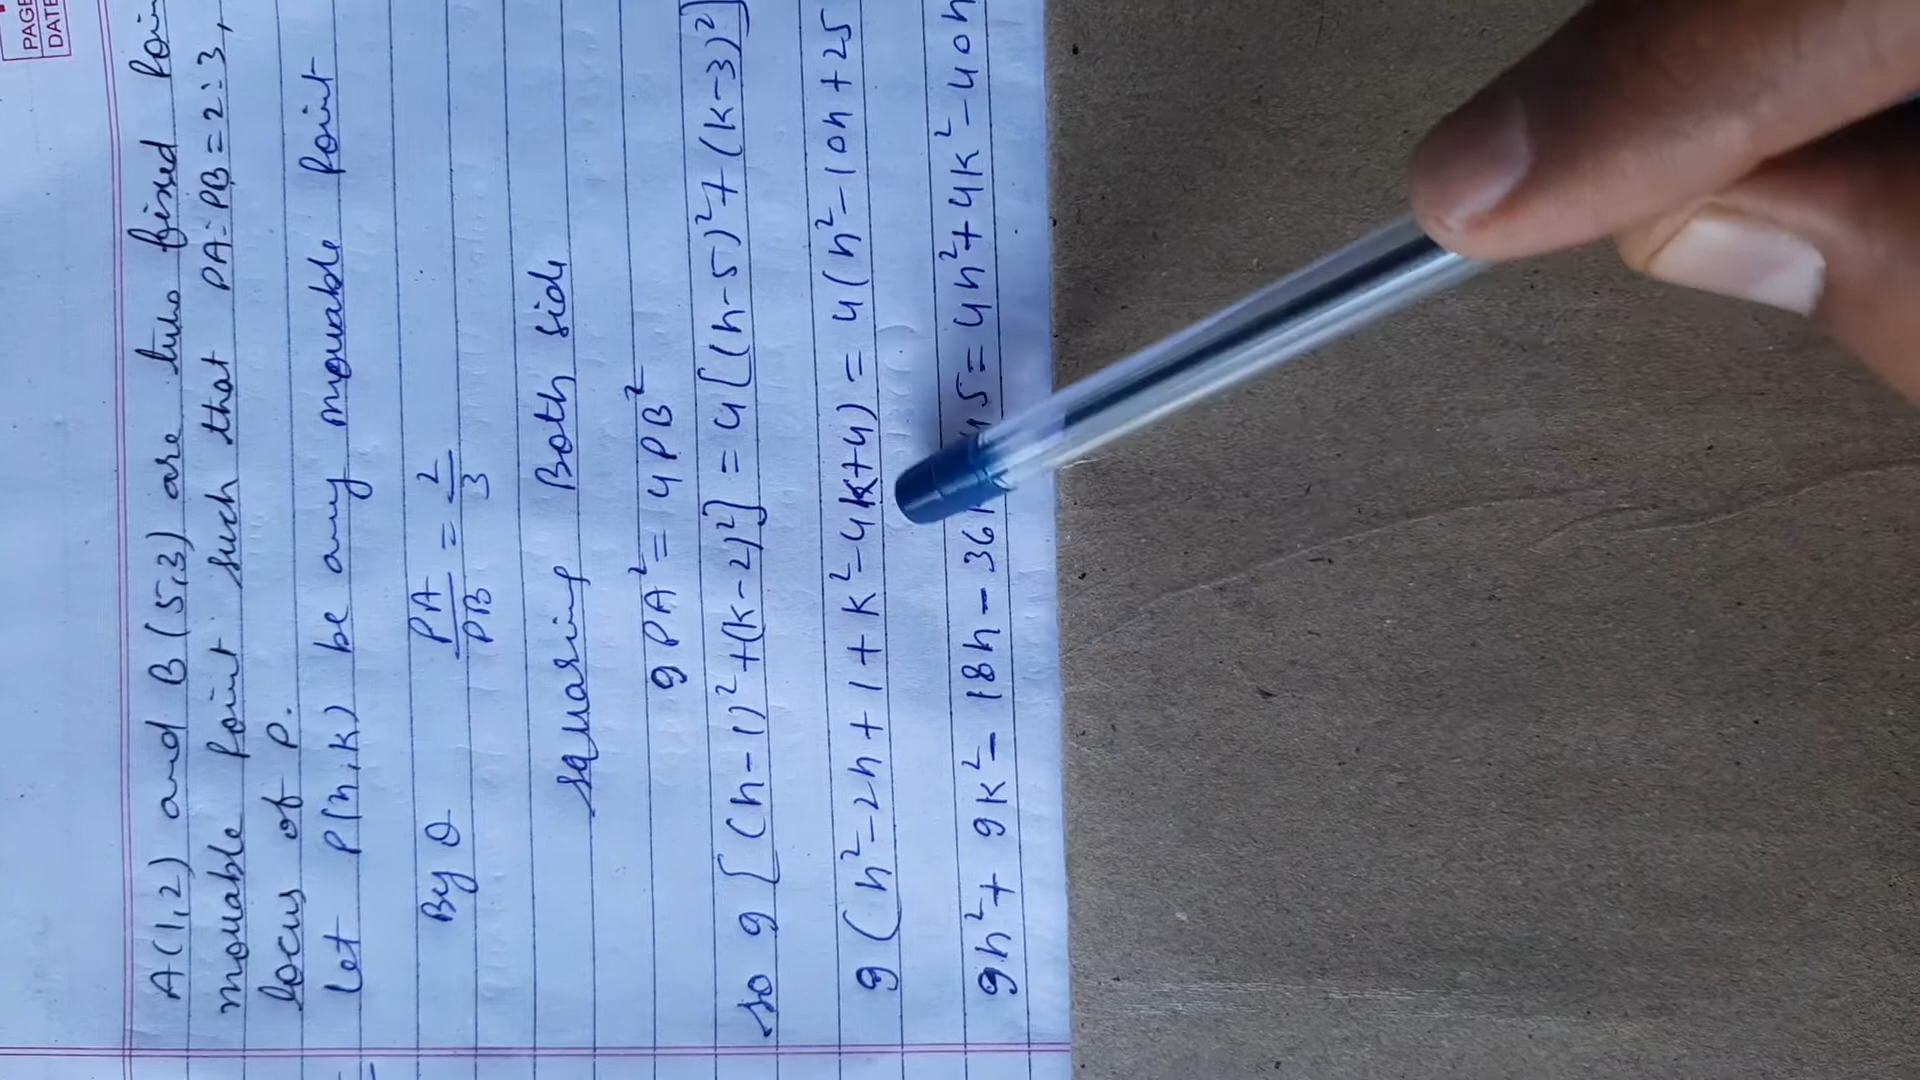 PAGE
DATE
A(1,2) and B(5,3) are two fixed
movable point such that PA:PB=2:3,
locus of P.
Let P(h,k) be any movable point
By Q PA/PB = 2/3
squaring Both side
9PA²=4PB²
so 9[(h-1)²+(k-2)²]=4[(h-5)²+(k-3)²]
9(h²-2h+1+k²-4k+4)=4(h²-10h+25
9h²+9k²-18h-36 45=4h²+4k²-40h